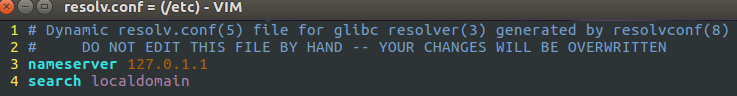 resolv.conf = (/etc) - VIM
1 # Dynamic resolv.conf(5) file for glibc resolver(3) generated by resolvconf(8)
2 #     DO NOT EDIT THIS FILE BY HAND -- YOUR CHANGES WILL BE OVERWRITTEN
3 nameserver 127.0.1.1
4 search localdomain